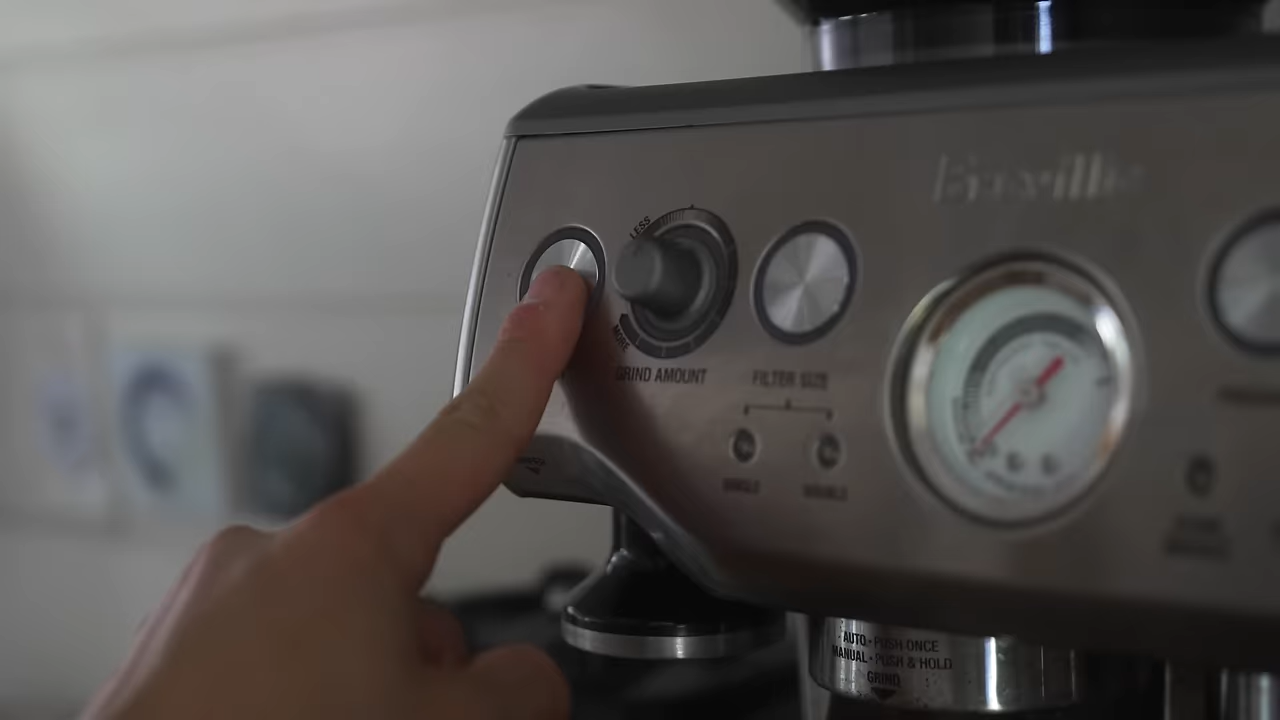 Breville
LESS
MORE
GRIND AMOUNT
FILTER SIZE
SINGLE
DOUBLE
AUTO • PUSH ONCE
MANUAL • PUSH & HOLD
GRIND